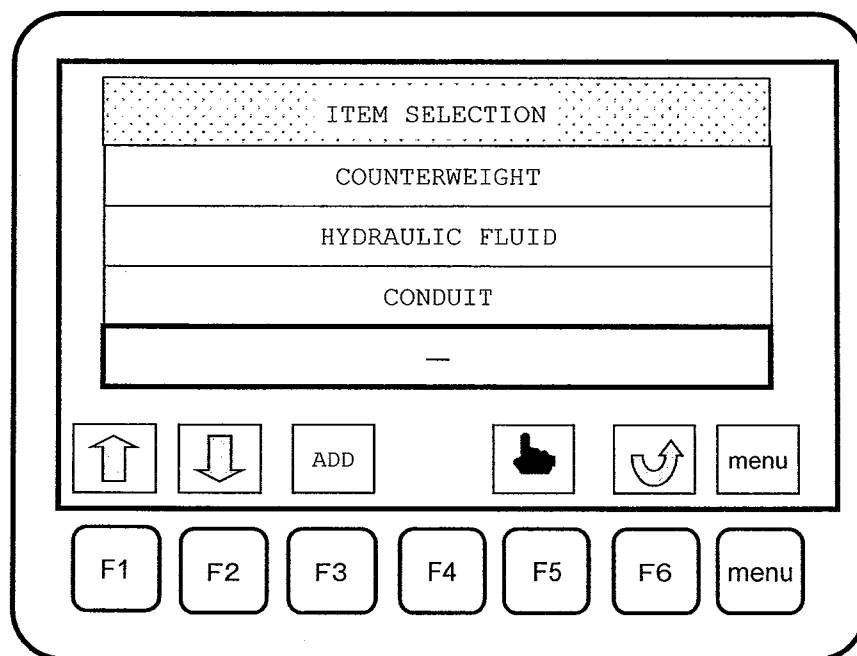 ITEM SELECTION
COUNTERWEIGHT
HYDRAULIC FLUID
CONDUIT
—
ADD menu
F1 F2 F3 F4 F5 F6 menu